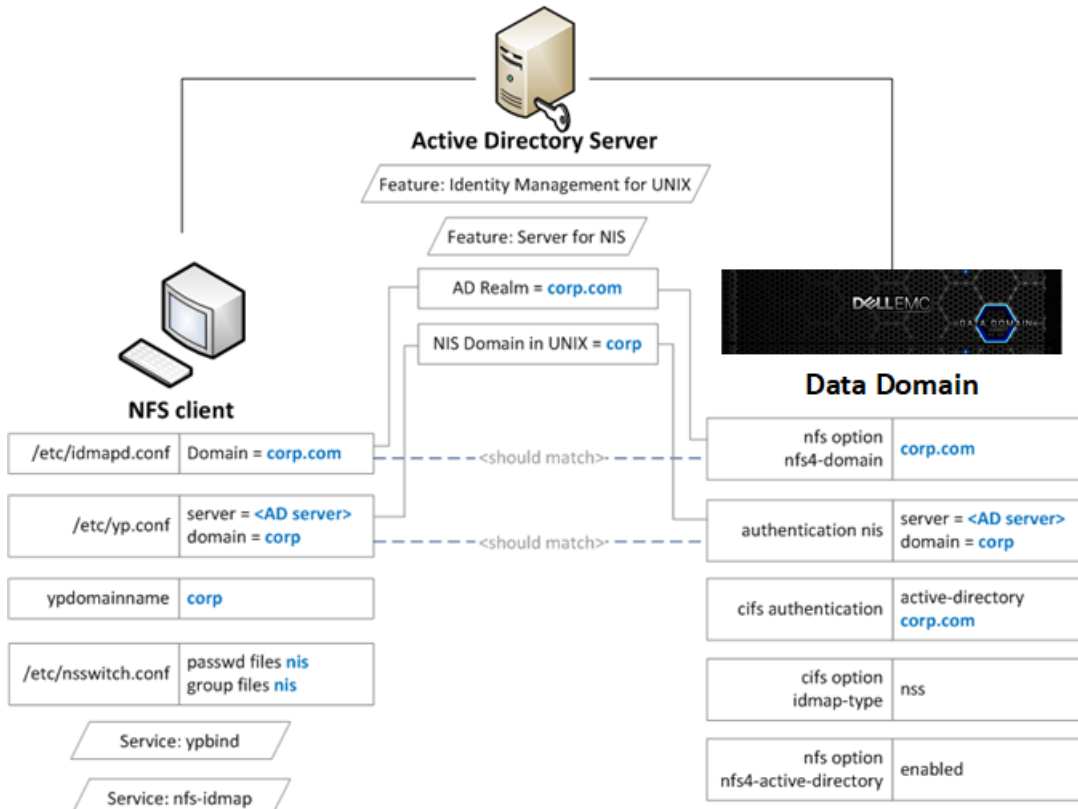 Active Directory Server
Feature: Identity Management for UNIX
Feature: Server for NIS
AD Realm = corp.com
NIS Domain in UNIX = corp
NFS client
/etc/idmapd.conf
Domain = corp.com
/etc/yp.conf
server = <AD server>
domain = corp
ypdomainname
corp
/etc/nsswitch.conf
passwd files nis
group files nis
Service: ypbind
Service: nfs-idmap
<should match>
<should match>
DELLEMC
DATA DOMAIN
Data Domain
nfs option
nfs4-domain
corp.com
authentication nis
server = <AD server>
domain = corp
cifs authentication
active-directory
corp.com
cifs option
idmap-type
nss
nfs option
nfs4-active-directory
enabled